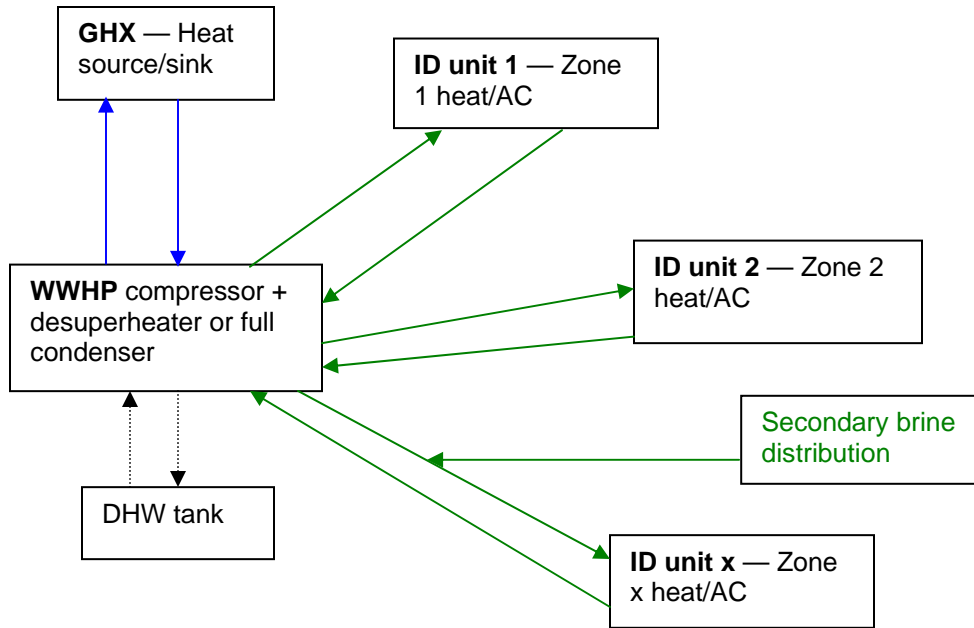 GHX — Heat
source/sink
ID unit 1 — Zone
1 heat/AC
ID unit 2 — Zone 2
heat/AC
WWHP compressor +
desuperheater or full
condenser
Secondary brine
distribution
DHW tank
ID unit x — Zone
x heat/AC